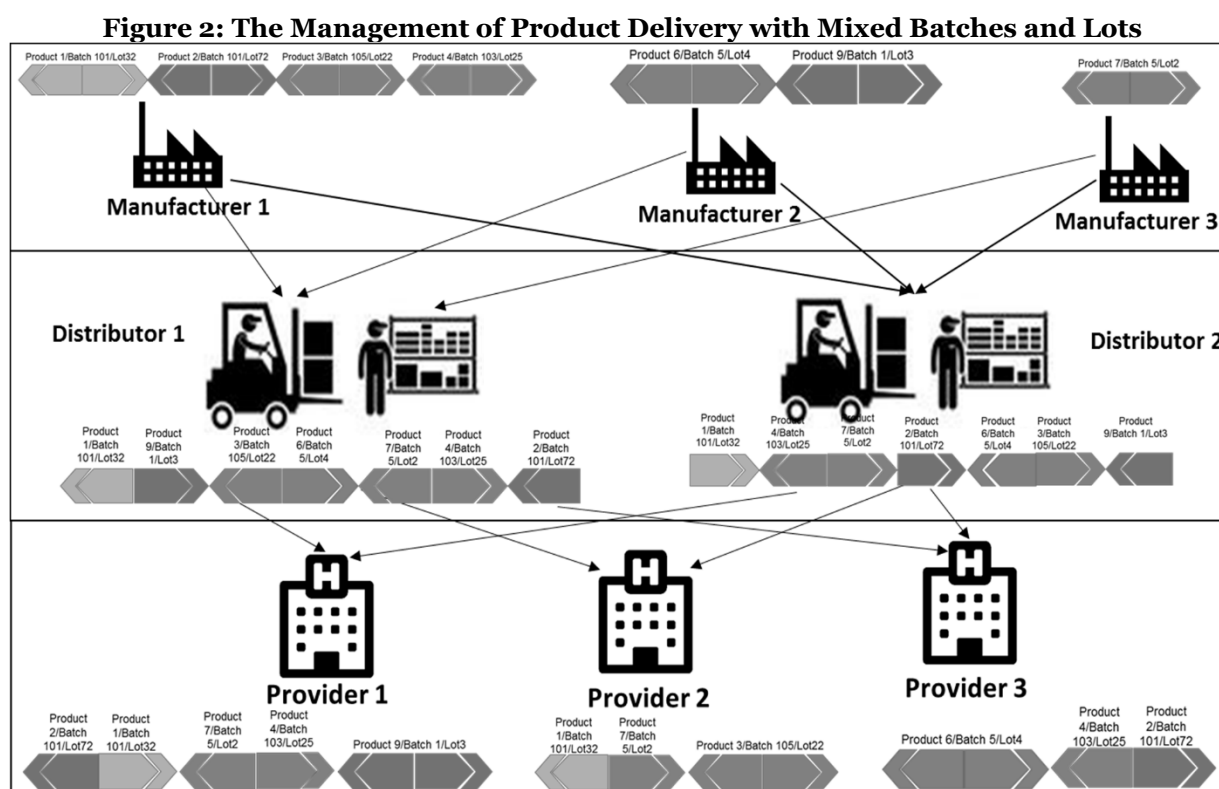 Figure 2: The Management of Product Delivery with Mixed Batches and Lots
Product 1/Batch 101/Lot32
Product 2/Batch 101/Lot72
Product 3/Batch 105/Lot22
Product 4/Batch 103/Lot25
Product 6/Batch 5/Lot4
Product 9/Batch 1/Lot3
Product 7/Batch 5/Lot2
Manufacturer 1
Manufacturer 2
Manufacturer 3
Distributor 1
Distributor 2
Product
1/Batch
101/Lot32
Product
9/Batch
1/Lot3
Product
3/Batch
105/Lot22
Product
6/Batch
5/Lot4
Product
7/Batch
5/Lot2
Product
4/Batch
103/Lot25
Product
2/Batch
101/Lot72
Product
1/Batch
101/Lot32
Product
4/Batch
103/Lot25
Product
7/Batch
5/Lot2
Product
2/Batch
101/Lot72
Product
6/Batch
5/Lot4
Product
3/Batch
105/Lot22
Product
9/Batch 1/Lot3
Provider 1
Provider 2
Provider 3
Product
2/Batch
101/Lot72
Product
1/Batch
101/Lot32
Product
7/Batch
5/Lot2
Product
4/Batch
103/Lot25
Product 9/Batch 1/Lot3
Product
1/Batch
101/Lot32
Product
7/Batch
5/Lot2
Product 3/Batch 105/Lot22
Product 6/Batch 5/Lot4
Product
4/Batch
103/Lot25
Product
2/Batch
101/Lot72